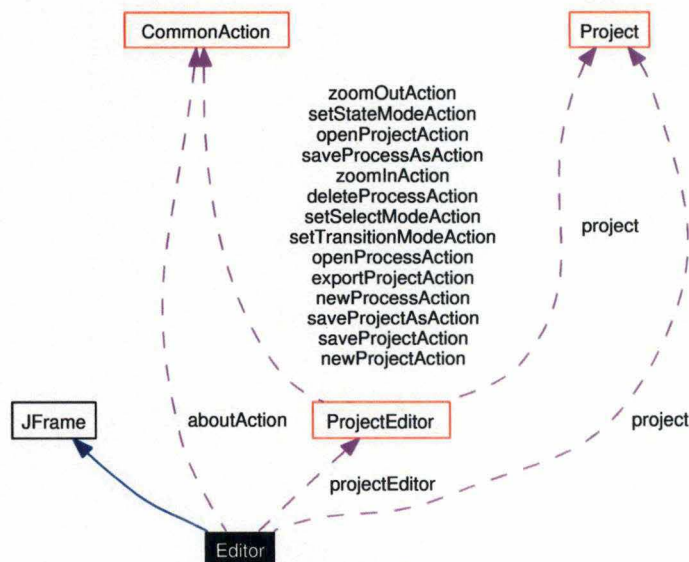 CommonAction
Project
zoomOutAction
setStateModeAction
openProjectAction
saveProcessAsAction
zoomInAction
deleteProcessAction
setSelectModeAction
setTransitionModeAction
openProcessAction
exportProjectAction
newProcessAction
saveProjectAsAction
saveProjectAction
newProjectAction
project
JFrame
aboutAction
ProjectEditor
project
projectEditor
Editor